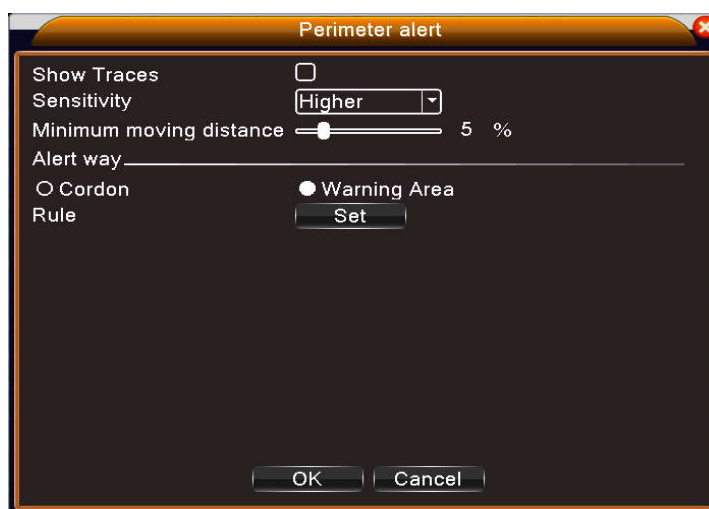 Perimeter alert
Show Traces
Sensitivity Higher
Minimum moving distance 5 %
Alert way
Cordon Warning Area
Rule Set
OK Cancel